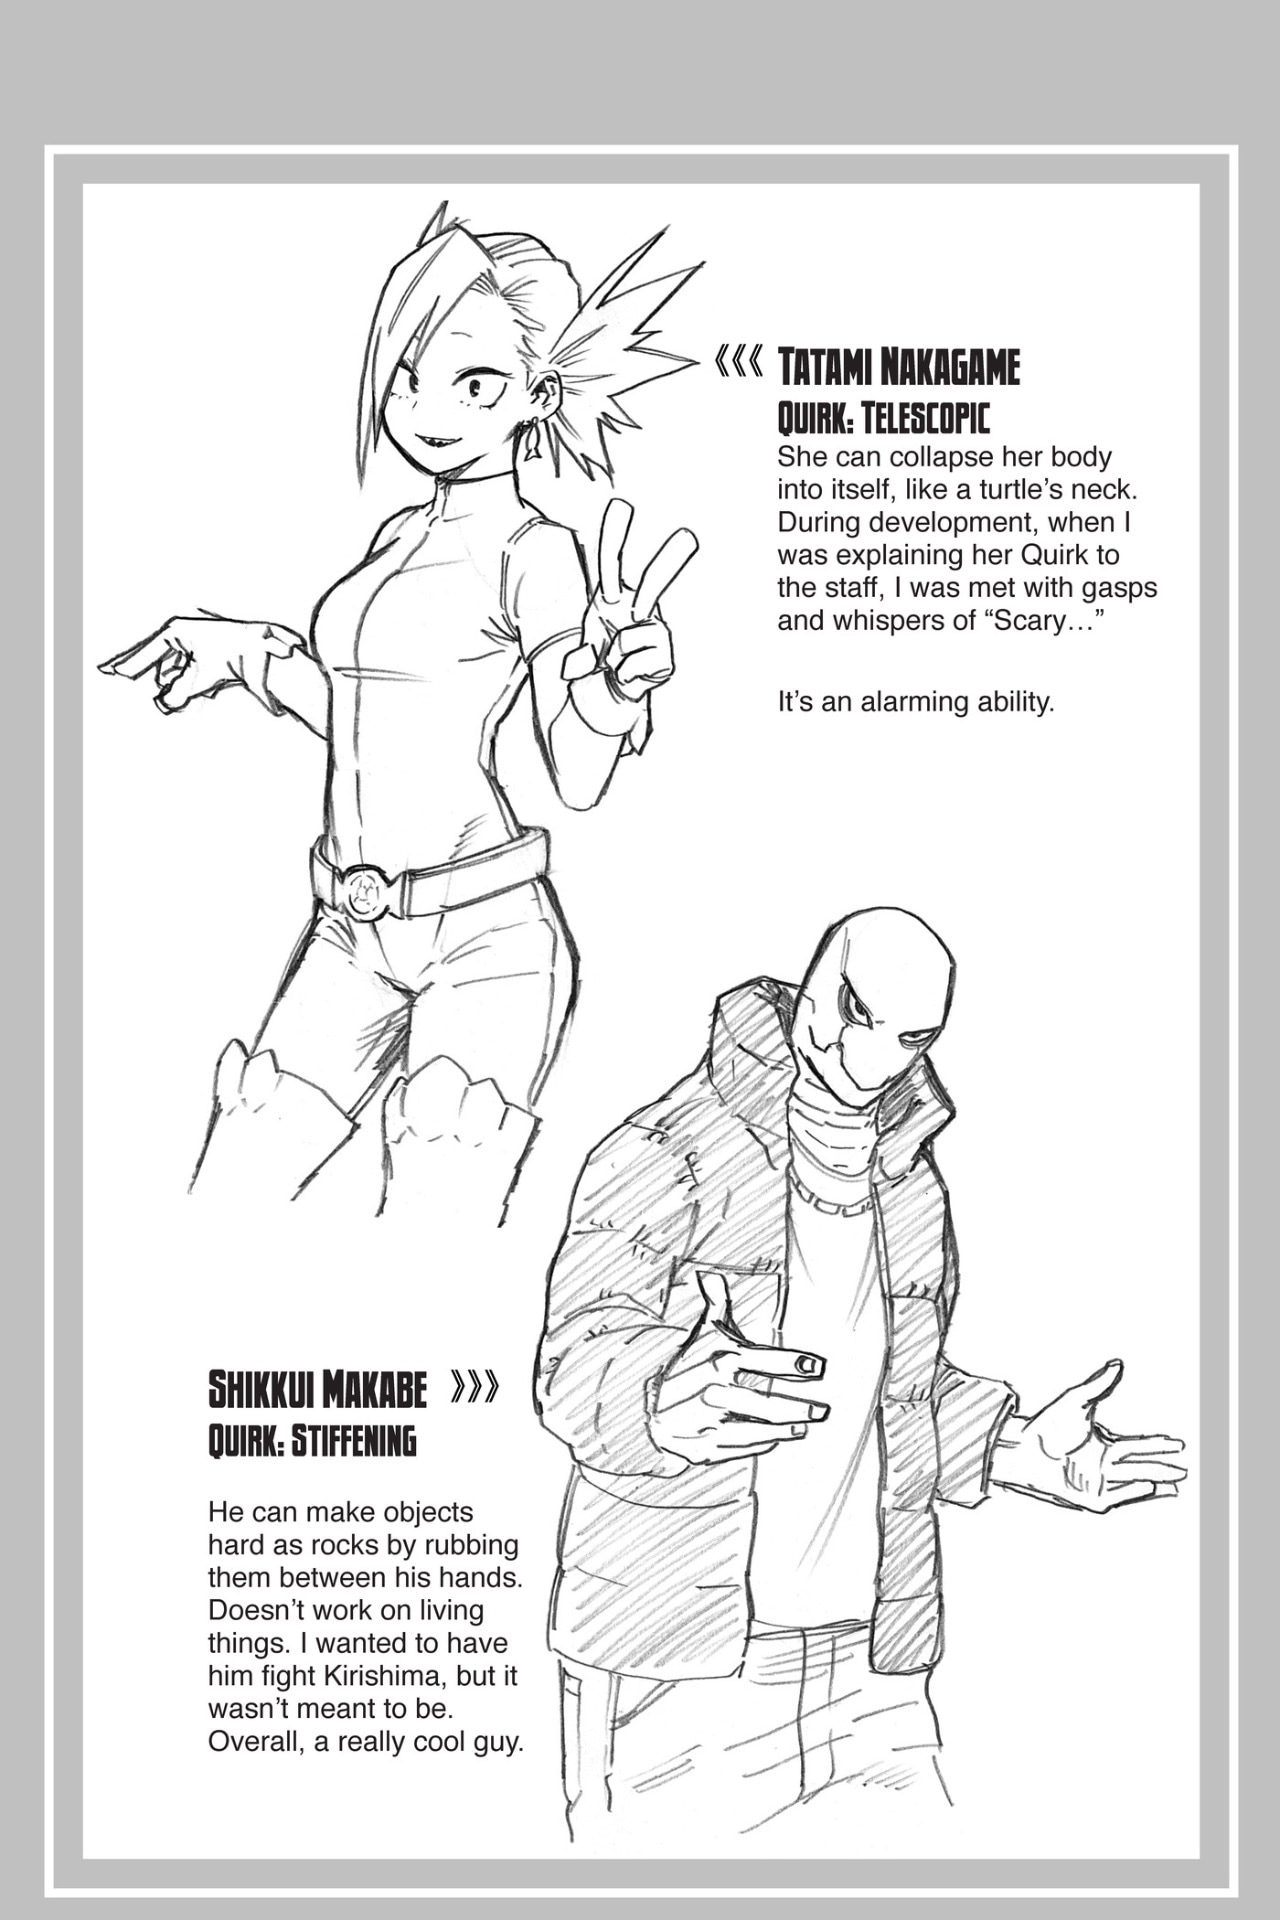 《《《 TATAMI NAKAGAME
QUIRK: TELESCOPIC
She can collapse her body
into itself, like a turtle’s neck.
During development, when I
was explaining her Quirk to
the staff, I was met with gasps
and whispers of “Scary…”
It’s an alarming ability.
SHIKKUI MAKABE 》》》
QUIRK: STIFFENING
He can make objects
hard as rocks by rubbing
them between his hands.
Doesn’t work on living
things. I wanted to have
him fight Kirishima, but it
wasn’t meant to be.
Overall, a really cool guy.